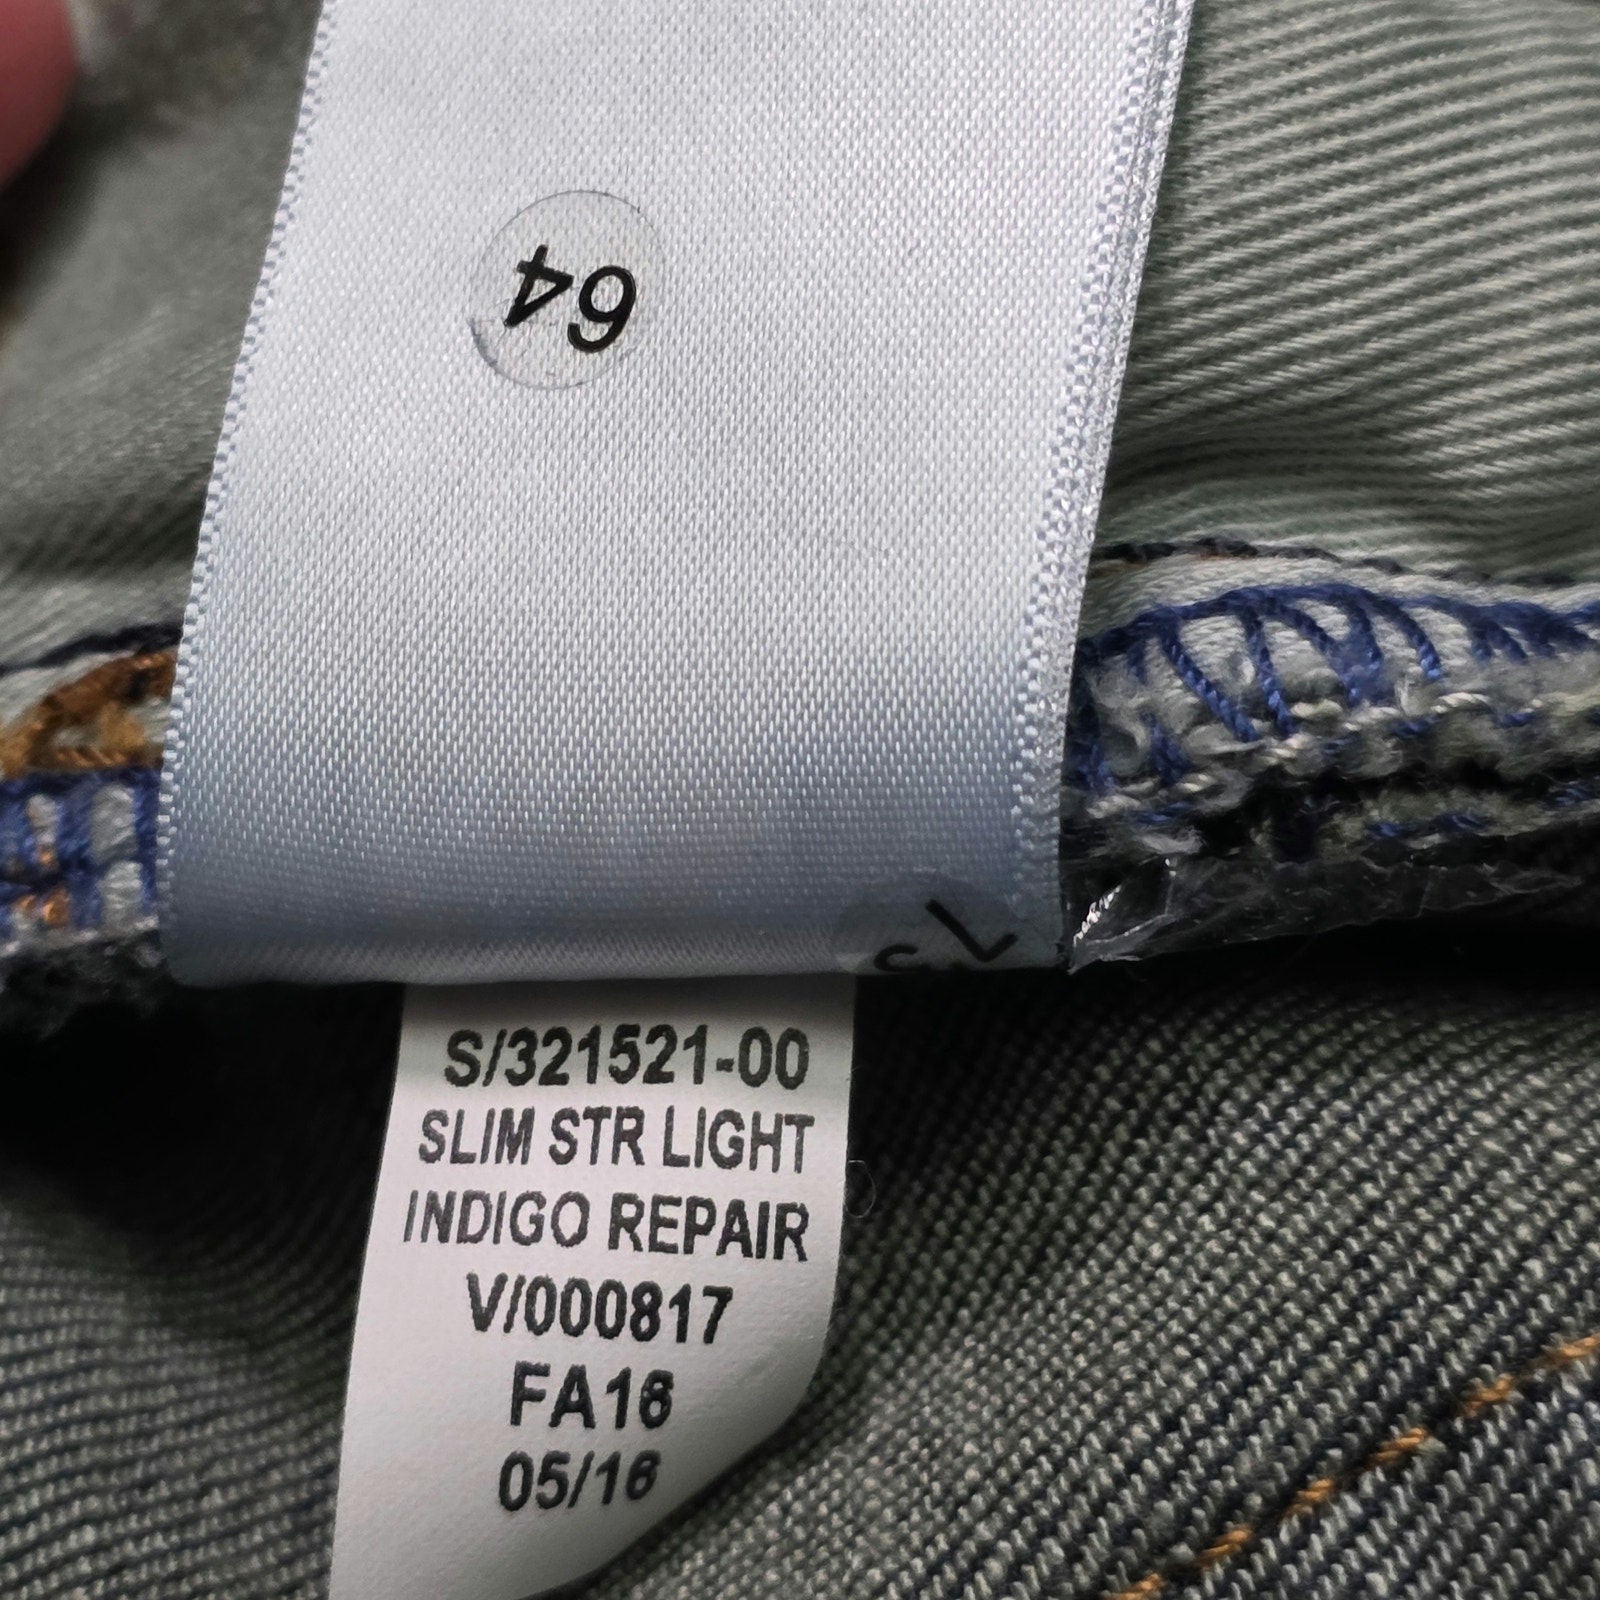 64
S/321521-00
SLIM STR LIGHT
INDIGO REPAIR
V/000817
FA16
05/16